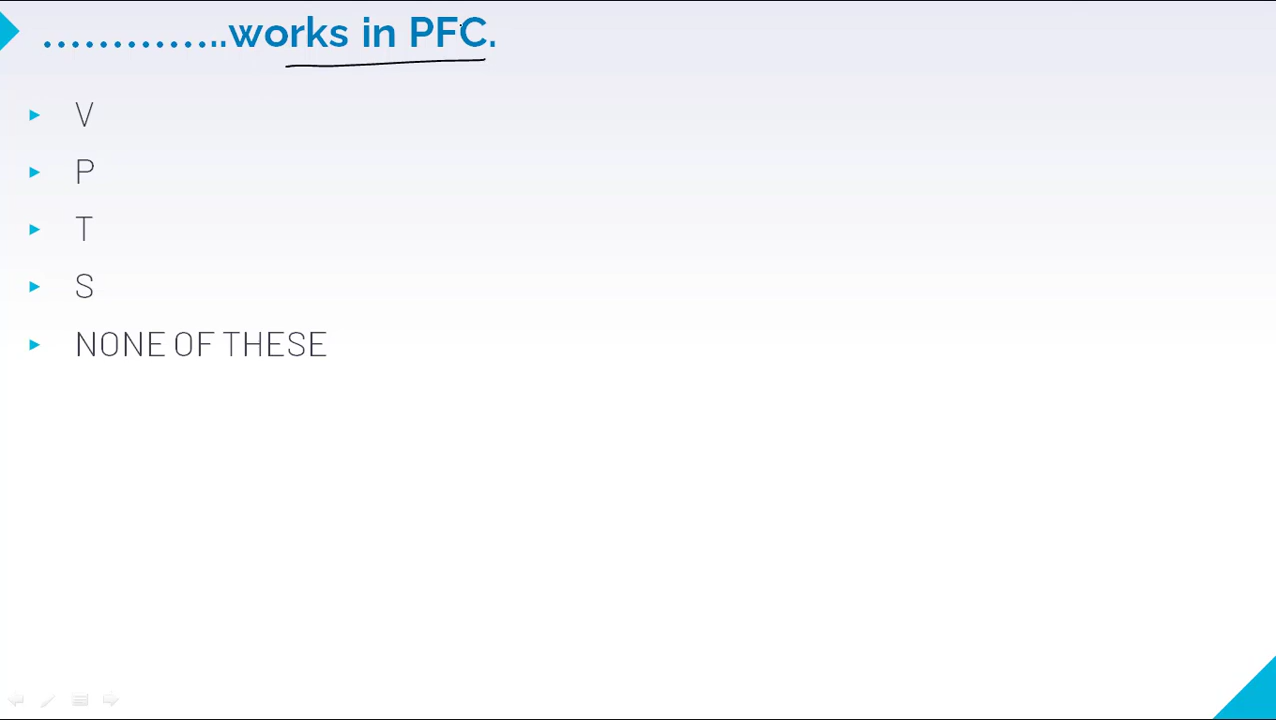 …………..works in PFC.
V
P
T
S
NONE OF THESE